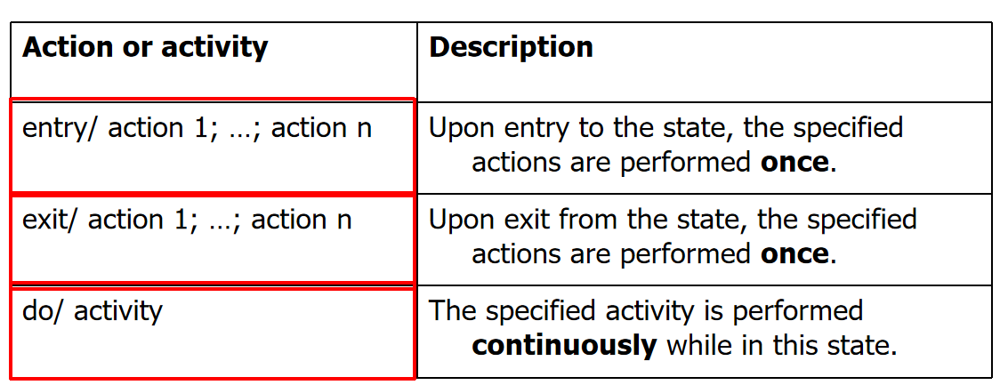 Action or activity
Description
entry/ action 1; …; action n
Upon entry to the state, the specified
actions are performed once.
exit/ action 1; …; action n
Upon exit from the state, the specified
actions are performed once.
do/ activity
The specified activity is performed
continuously while in this state.